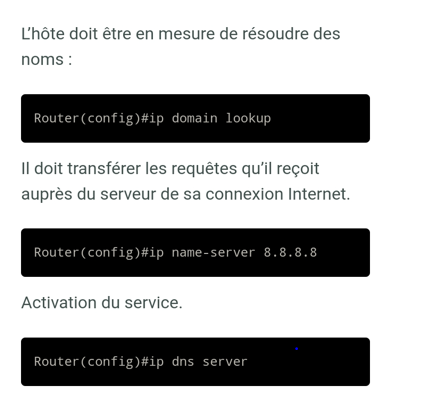 L’hôte doit être en mesure de résoudre des
noms :
Router(config)#ip domain lookup
Il doit transférer les requêtes qu’il reçoit
auprès du serveur de sa connexion Internet.
Router(config)#ip name-server 8.8.8.8
Activation du service.
Router(config)#ip dns server